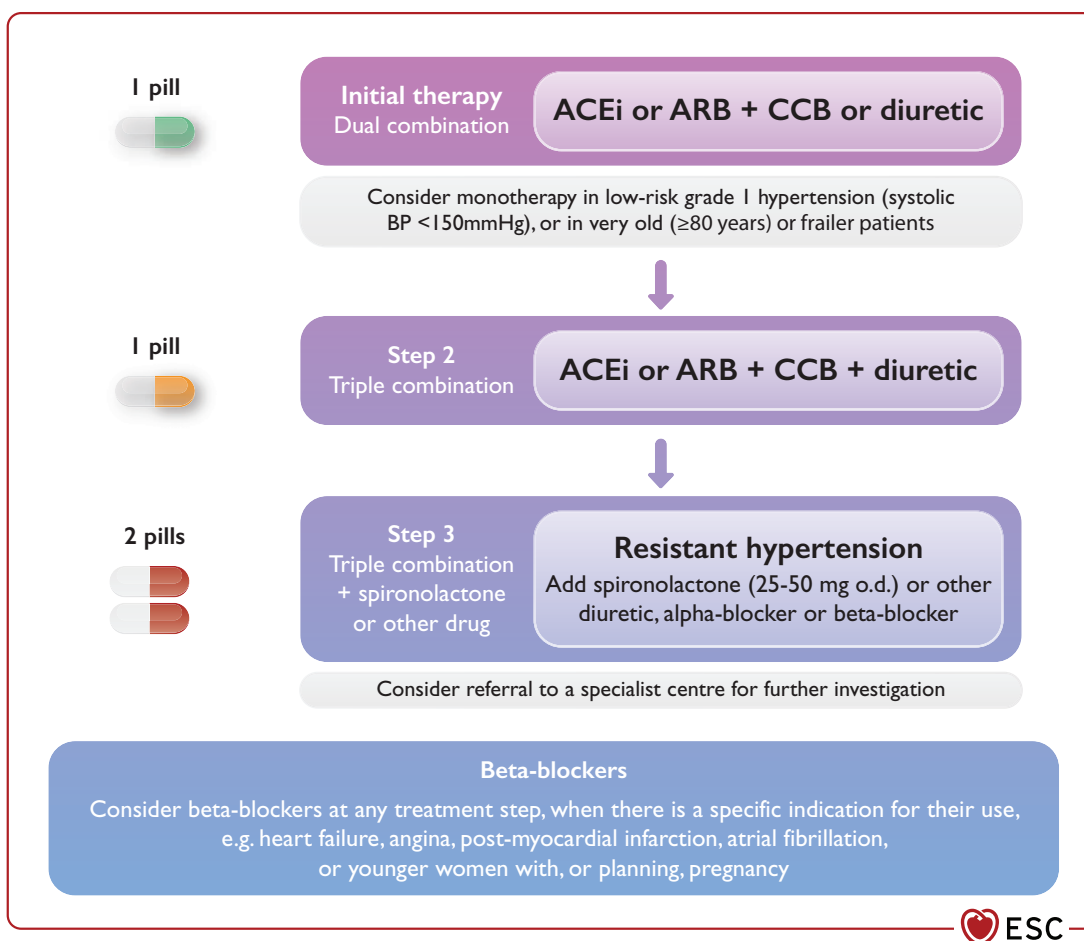 1 pill
Initial therapy
Dual combination
ACEi or ARB + CCB or diuretic
Consider monotherapy in low-risk grade 1 hypertension (systolic
BP <150mmHg), or in very old (≥80 years) or frailer patients
1 pill
Step 2
Triple combination
ACEi or ARB + CCB + diuretic
2 pills
Step 3
Triple combination
+ spironolactone
or other drug
Resistant hypertension
Add spironolactone (25-50 mg o.d.) or other
diuretic, alpha-blocker or beta-blocker
Consider referral to a specialist centre for further investigation
Beta-blockers
Consider beta-blockers at any treatment step, when there is a specific indication for their use,
e.g. heart failure, angina, post-myocardial infarction, atrial fibrillation,
or younger women with, or planning, pregnancy
ESC